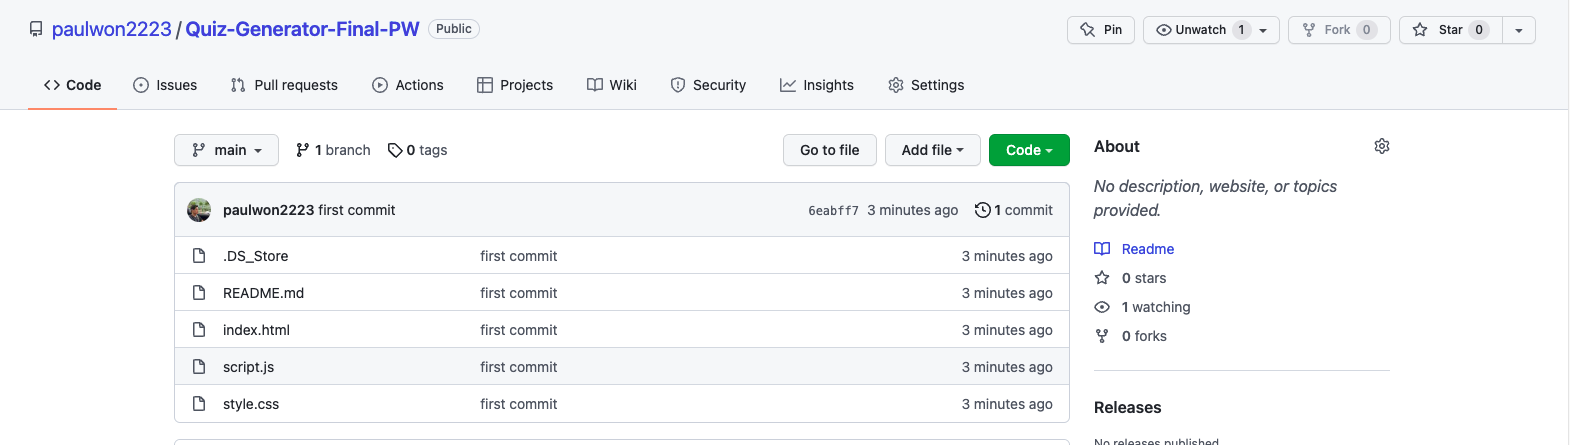 paulwon2223 / Quiz-Generator-Final-PW Public Pin Unwatch 1 Fork 0 Star 0
Code Issues Pull requests Actions Projects Wiki Security Insights Settings
main 1 branch 0 tags Go to file Add file Code
paulwon2223 first commit 6eabff7 3 minutes ago 1 commit
.DS_Store first commit 3 minutes ago
README.md first commit 3 minutes ago
index.html first commit 3 minutes ago
script.js first commit 3 minutes ago
style.css first commit 3 minutes ago
About
No description, website, or topics
provided.
Readme
0 stars
1 watching
0 forks
Releases
No releases published